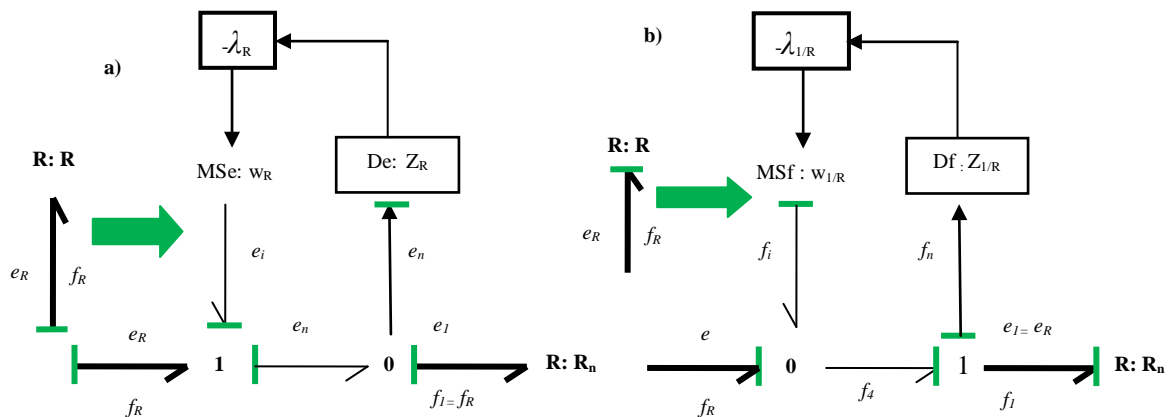 a)
-λR
R: R
MSe: wR
De: ZR
eR
fR
ei
en
eR
en
e1
1
0
R: Rn
fR
f1= fR
b)
-λ1/R
R: R
MSf : w1/R
Df : Z1/R
eR
fR
fi
fn
e
e1= eR
0
1
R: Rn
fR
f4
f1